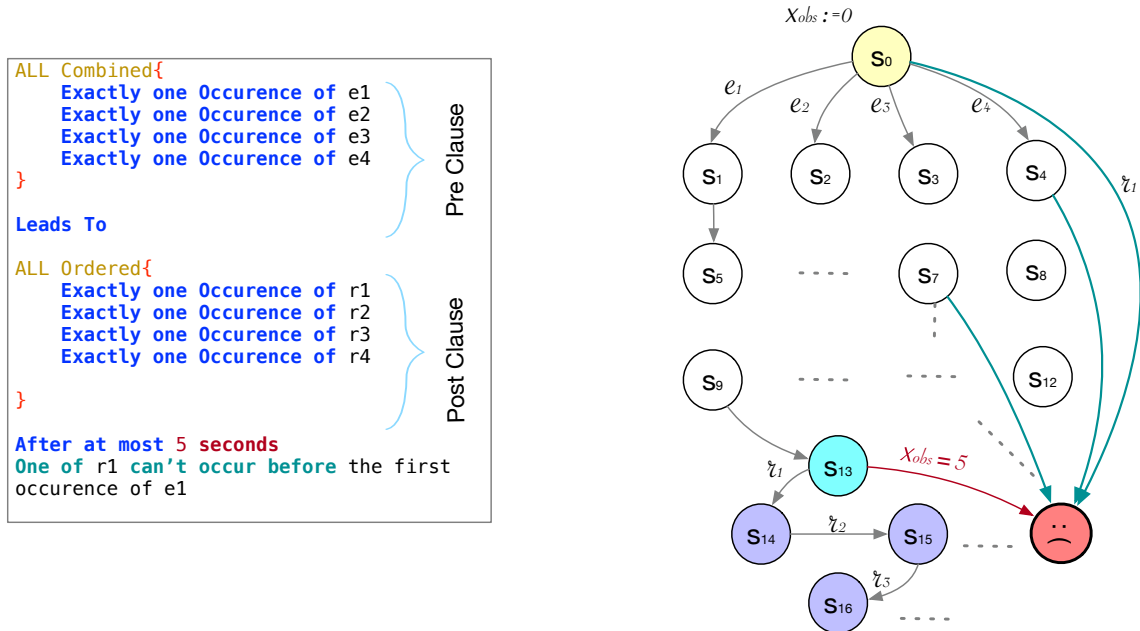 ALL Combined{
Exactly one Occurence of e1
Exactly one Occurence of e2
Exactly one Occurence of e3
Exactly one Occurence of e4
}
Leads To
Pre Clause
ALL Ordered{
Exactly one Occurence of r1
Exactly one Occurence of r2
Exactly one Occurence of r3
Exactly one Occurence of r4
}
Post Clause
After at most 5 seconds
One of r1 can't occur before the first
occurence of e1
Xobs :=0
S0
e1
e2
e3
e4
r1
S1
S2
S3
S4
S5
S7
S8
S9
S12
S13
Xobs = 5
r1
S14
r2
S15
r3
S16